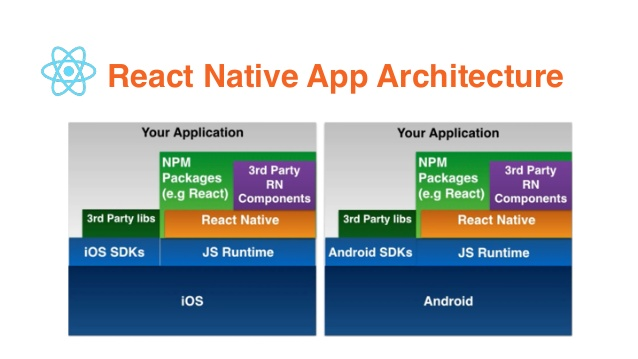 React Native App Architecture
Your Application
NPM
Packages
(e.g React)
3rd Party
RN
Components
3rd Party libs
React Native
iOS SDKs
JS Runtime
iOS
Your Application
NPM
Packages
(e.g React)
3rd Party
RN
Components
3rd Party libs
React Native
Android SDKs
JS Runtime
Android